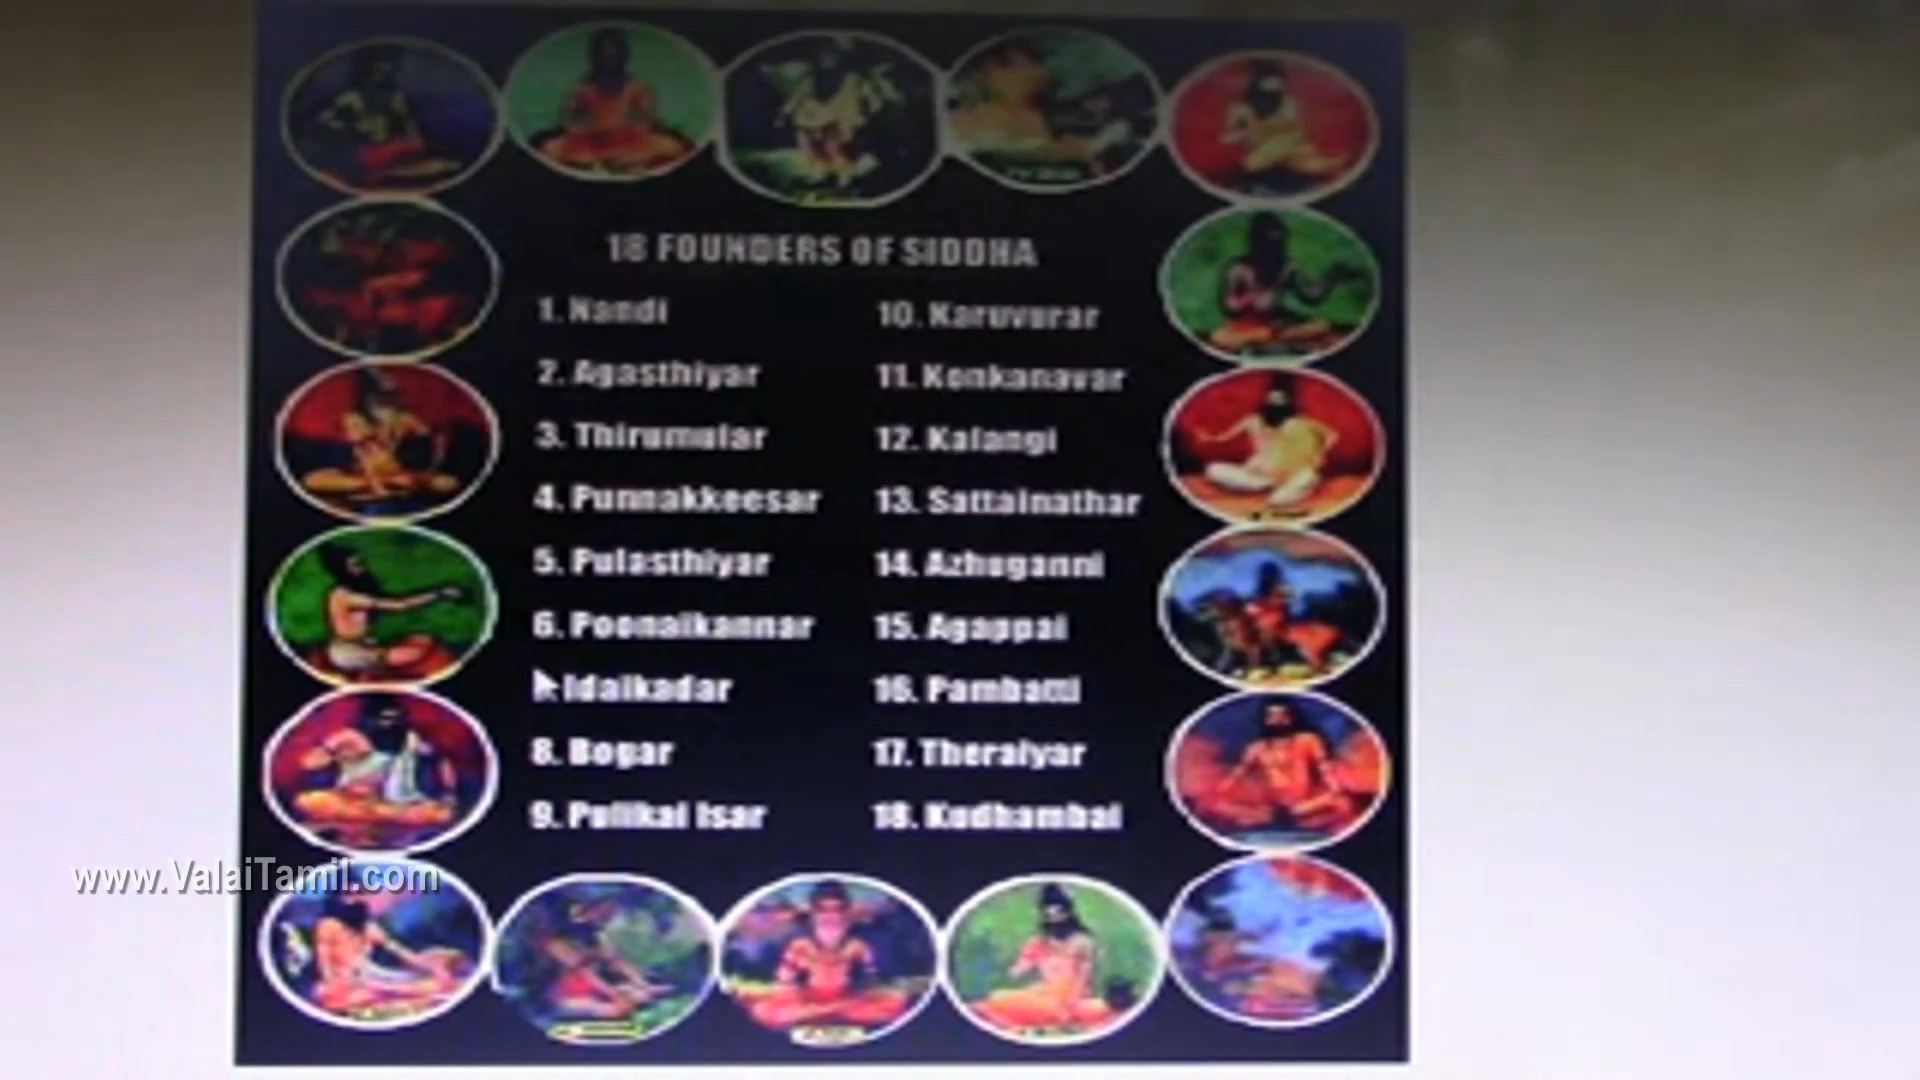 18 FOUNDERS OF SIDDHA
1. Nandi
2. Agasthiyar
3. Thirumular
4. Punnakkeesar
5. Pulasthiyar
6. Poonaikannar
Idaikadar
8. Bogar
9. Pulikai Isar
10. Karuvurar
11. Konkanavar
12. Kalangi
13. Sattainathar
14. Azhuganni
15. Agappai
16. Pambatti
17. Theraiyar
18. Kudhambai
www.ValaiTamil.com